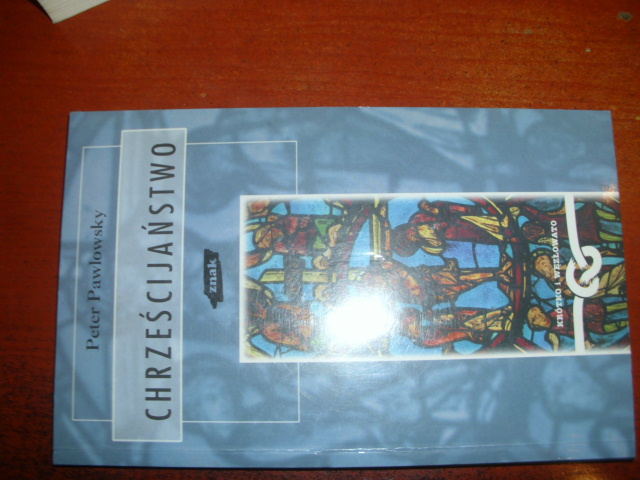 Peter Pawlowsky
CHRZEŚCIJAŃSTWO
znak
KRÓTKO I WĘZŁOWATO